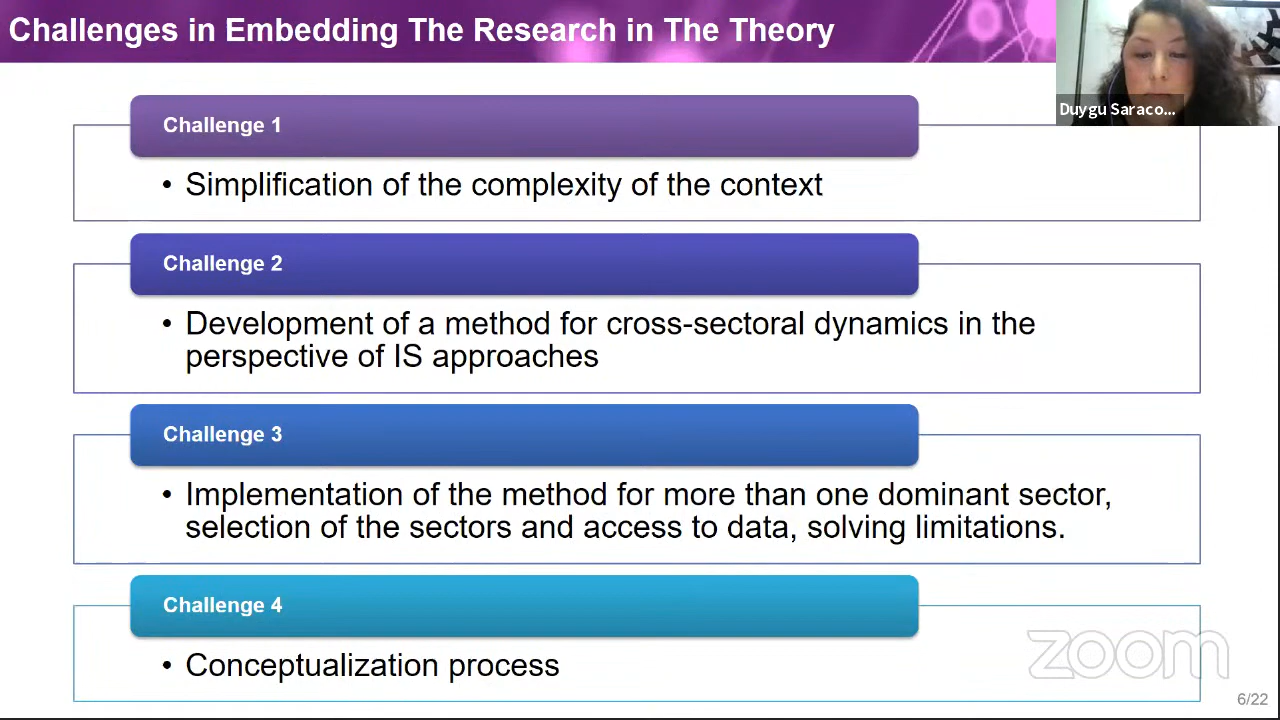 Challenges in Embedding The Research in The Theory
Duygu Saraco...
Challenge 1
• Simplification of the complexity of the context
Challenge 2
• Development of a method for cross-sectoral dynamics in the
perspective of IS approaches
Challenge 3
• Implementation of the method for more than one dominant sector,
selection of the sectors and access to data, solving limitations.
Challenge 4
• Conceptualization process
zoom
6/22